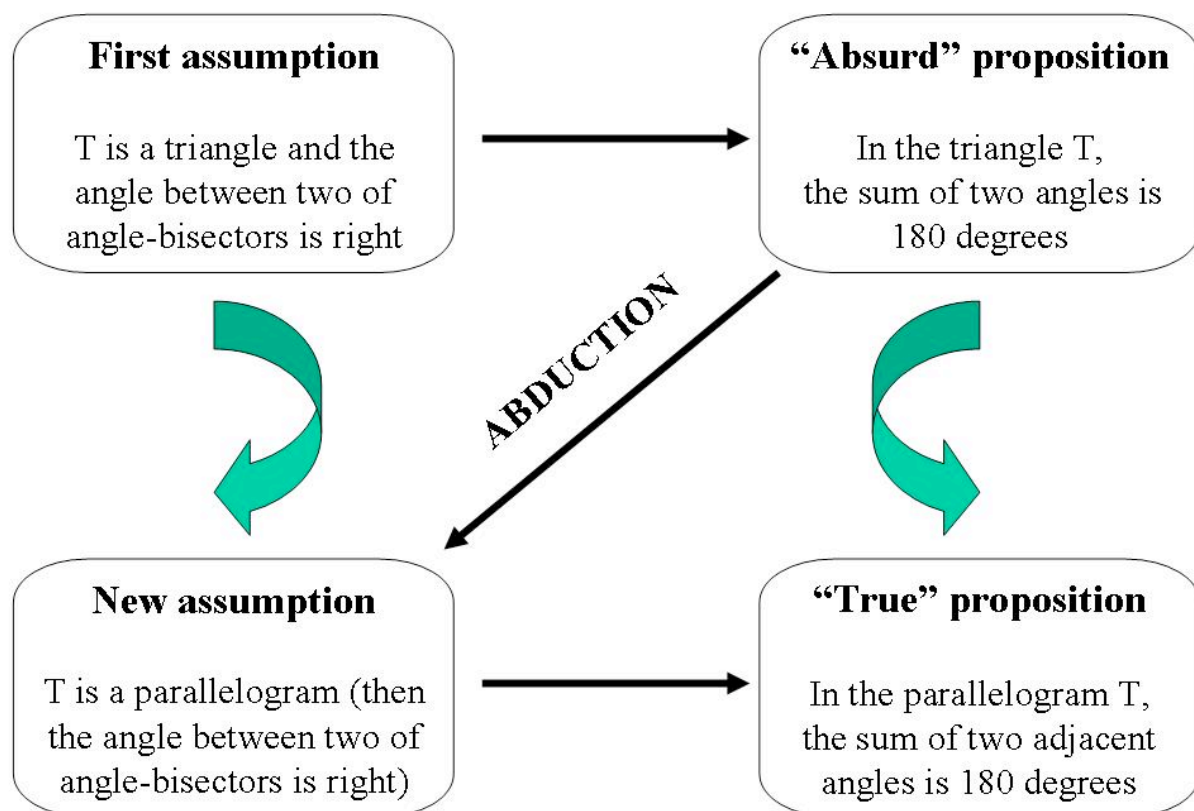 First assumption
T is a triangle and the
angle between two of
angle-bisectors is right
“Absurd” proposition
In the triangle T,
the sum of two angles is
180 degrees
ABDUCTION
New assumption
T is a parallelogram (then
the angle between two of
angle-bisectors is right)
“True” proposition
In the parallelogram T,
the sum of two adjacent
angles is 180 degrees